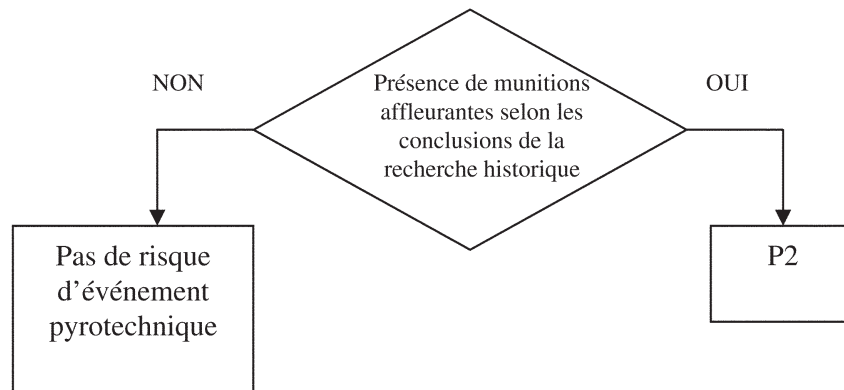 NON
Présence de munitions
affleurantes selon les
conclusions de la
recherche historique
OUI
Pas de risque
d'événement
pyrotechnique
P2